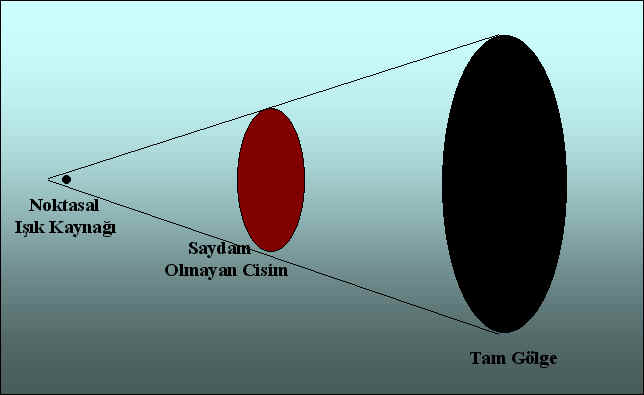 Noktasal
Işık Kaynağı
Saydam
Olmayan Cisim
Tam Gölge